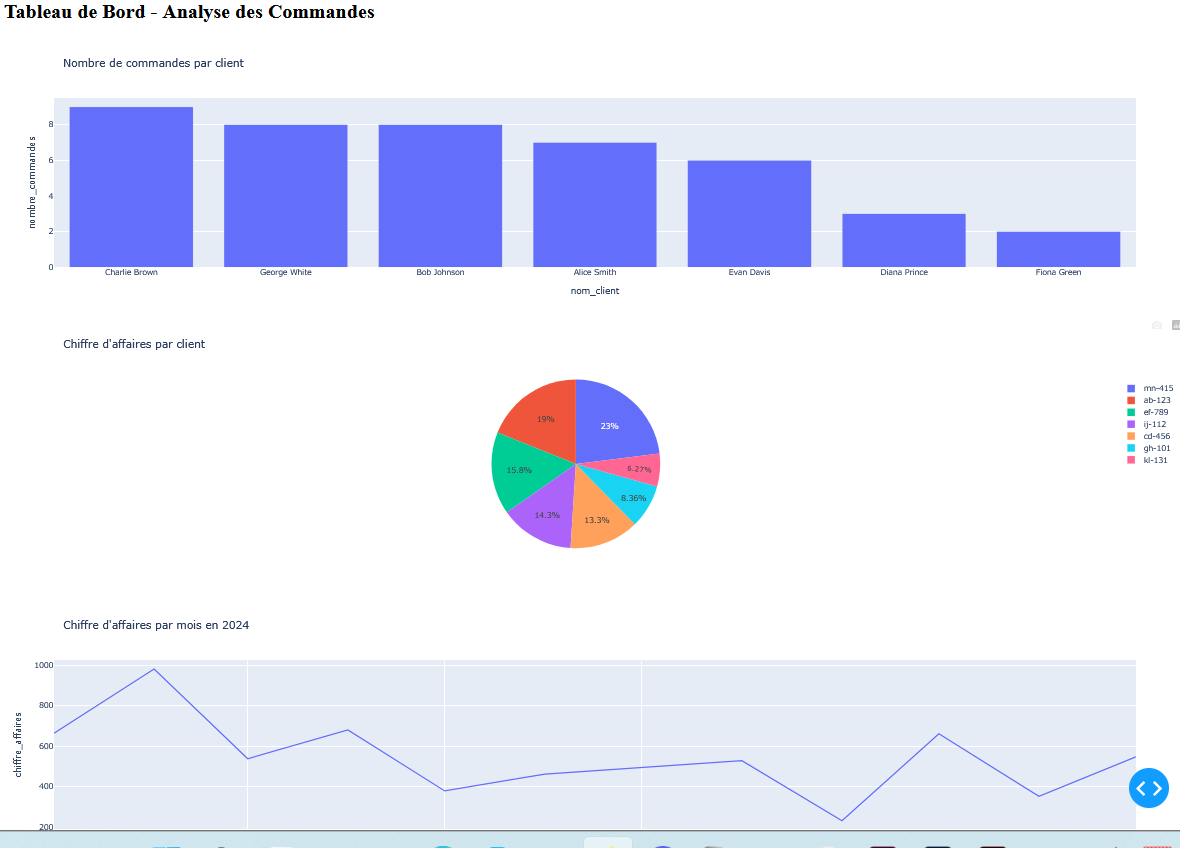 Tableau de Bord - Analyse des Commandes
Nombre de commandes par client
nombre_commandes
8
6
4
2
0
Charlie Brown George White Bob Johnson Alice Smith Evan Davis Diana Prince Fiona Green
nom_client
Chiffre d'affaires par client
23%
19%
15.8%
14.3%
13.3%
8.36%
6.27%
mn-415
ab-123
ef-789
ij-112
cd-456
gh-101
kl-131
Chiffre d'affaires par mois en 2024
chiffre_affaires
1000
800
600
400
200